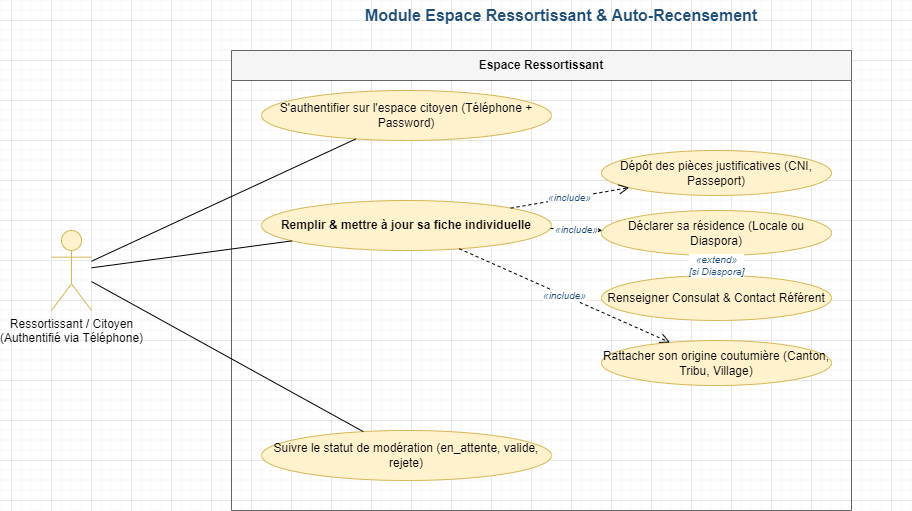 Module Espace Ressortissant & Auto-Recensement
Espace Ressortissant
S'authentifier sur l'espace citoyen (Téléphone +
Password)
Dépôt des pièces justificatives (CNI,
Passeport)
«include»
Remplir & mettre à jour sa fiche individuelle
«include»
Déclarer sa résidence (Locale ou
Diaspora)
«extend»
[si Diaspora]
«include»
Renseigner Consulat & Contact Référent
Ressortissant / Citoyen
(Authentifié via Téléphone)
Rattacher son origine coutumière (Canton,
Tribu, Village)
Suivre le statut de modération (en_attente, valide,
rejete)